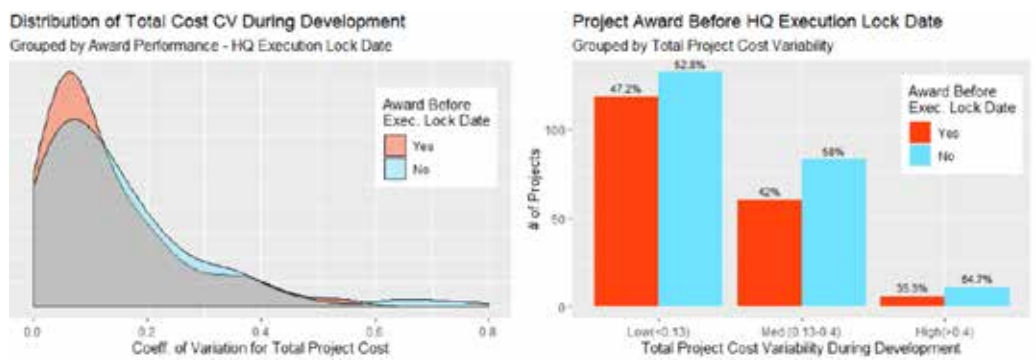 Distribution of Total Cost CV During Development
Grouped by Award Performance - HQ Execution Lock Date
Award Before
Exec. Lock Date
Yes
No
0.0 0.2 0.4 0.6 0.8
Coeff. of Variation for Total Project Cost
Project Award Before HQ Execution Lock Date
Grouped by Total Project Cost Variability
# of Projects
100
50
0
47.2%
52.8%
42%
58%
35.3%
64.7%
Award Before
Exec. Lock Date
Yes
No
Low(<0.13) Med (0.13-0.4) High(>0.4)
Total Project Cost Variability During Development